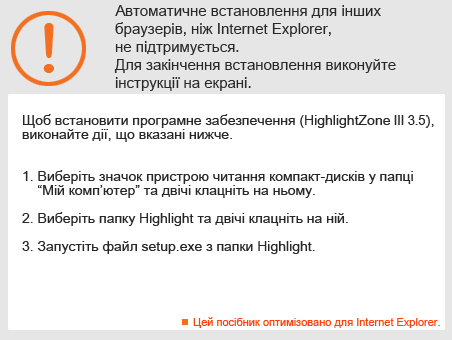 Автоматичне встановлення для інших
браузерів, ніж Internet Explorer,
не підтримується.
Для закінчення встановлення виконуйте
інструкції на екрані.
Щоб встановити програмне забезпечення (HighlightZone III 3.5),
виконайте дії, що вказані нижче.
1. Виберіть значок пристрою читання компакт-дисків у папці
“Мій комп’ютер” та двічі клацніть на ньому.
2. Виберіть папку Highlight та двічі клацніть на ній.
3. Запустіть файл setup.exe з папки Highlight.
Цей посібник оптимізовано для Internet Explorer.